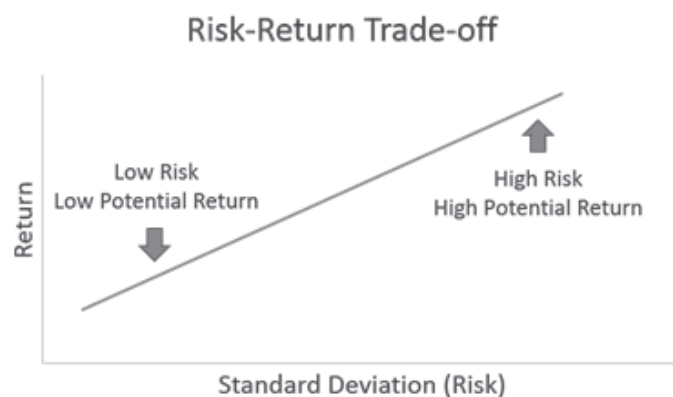 Risk-Return Trade-off
Low Risk
Low Potential Return
High Risk
High Potential Return
Return
Standard Deviation (Risk)